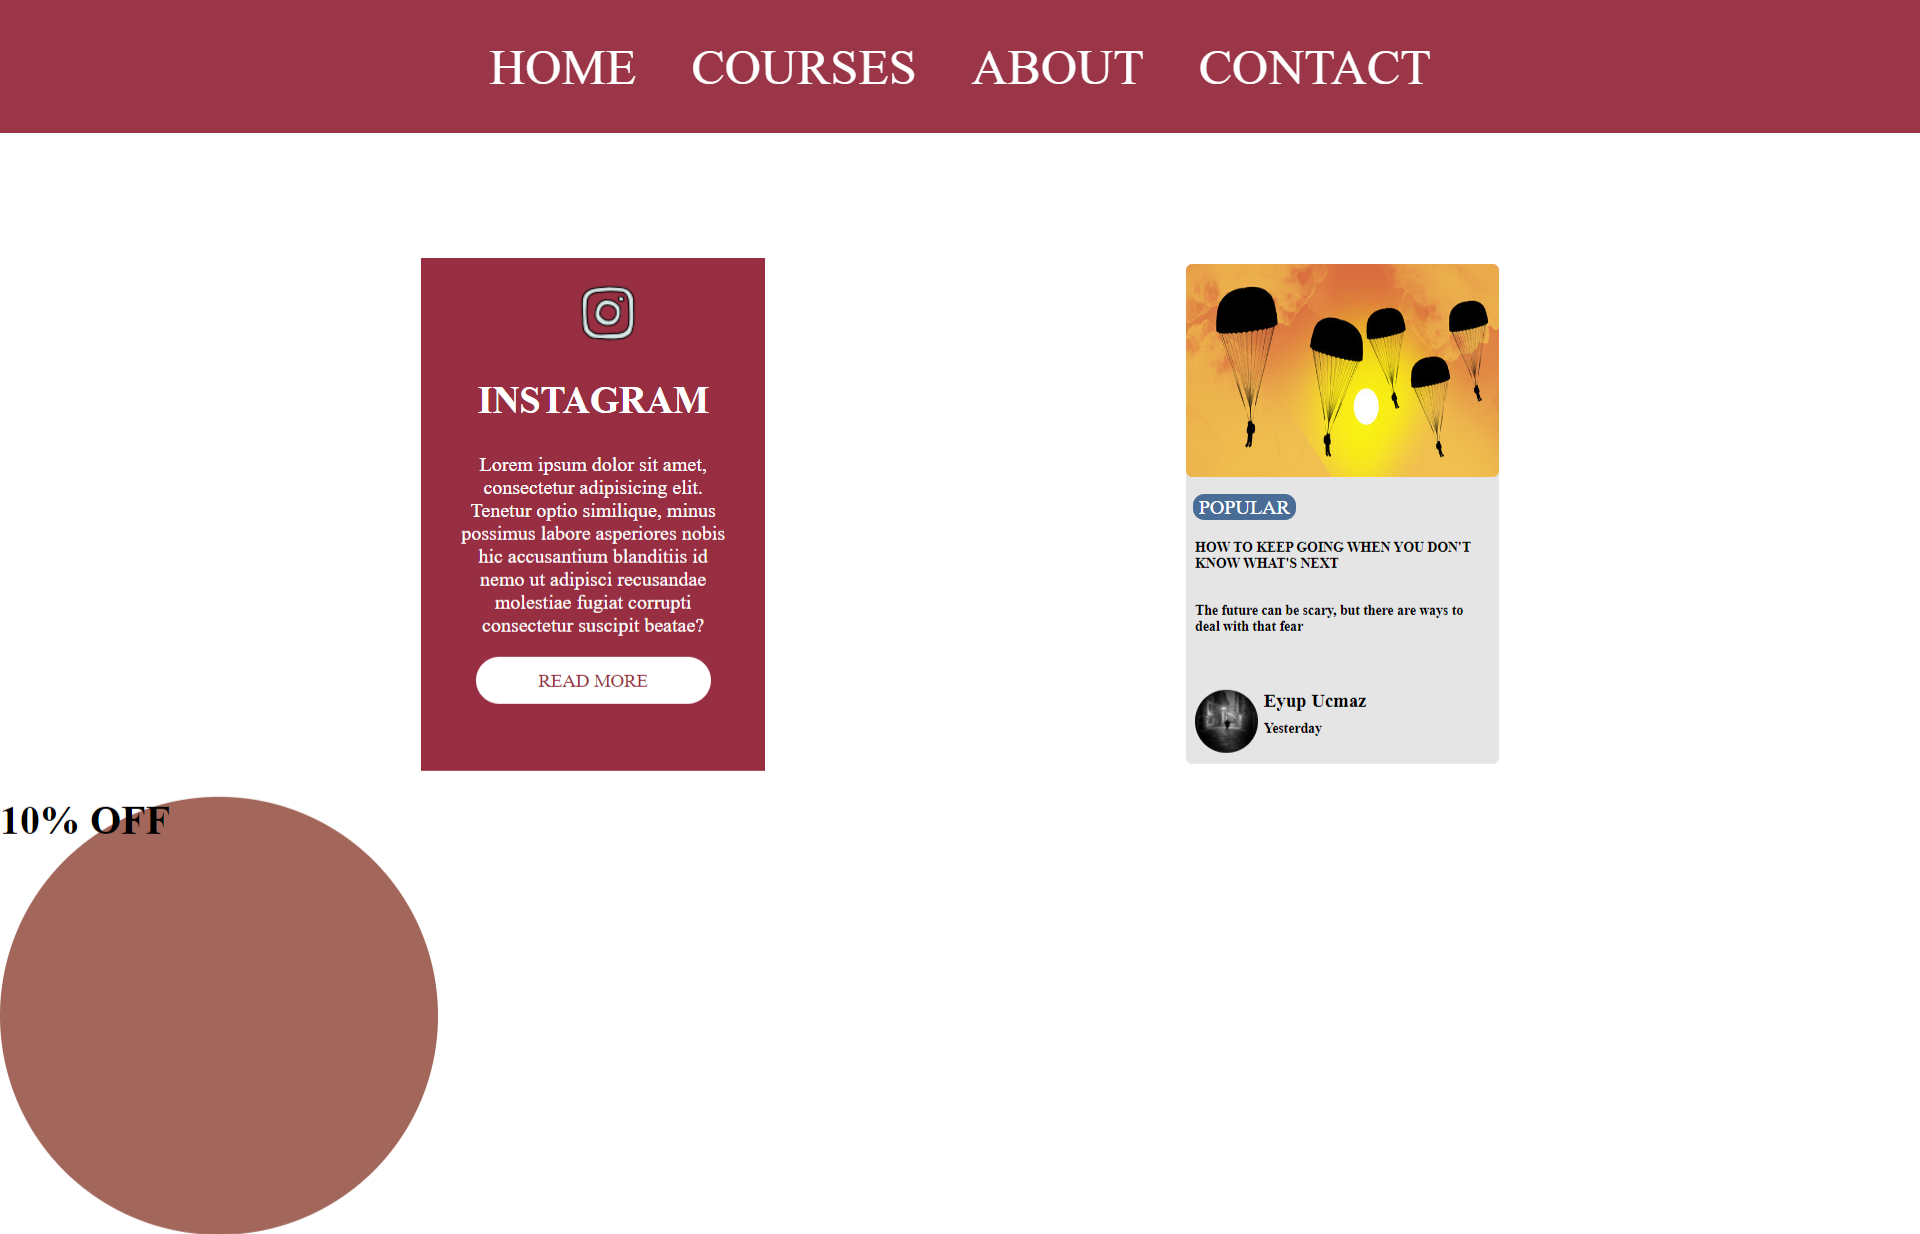 HOME COURSES ABOUT CONTACT
INSTAGRAM
Lorem ipsum dolor sit amet,
consectetur adipisicing elit.
Tenetur optio similique, minus
possimus labore asperiores nobis
hic accusantium blanditiis id
nemo ut adipisci recusandae
molestiae fugiat corrupti
consectetur suscipit beatae?
READ MORE
POPULAR
HOW TO KEEP GOING WHEN YOU DON'T
KNOW WHAT'S NEXT
The future can be scary, but there are ways to
deal with that fear
Eyup Ucmaz
Yesterday
10% OFF